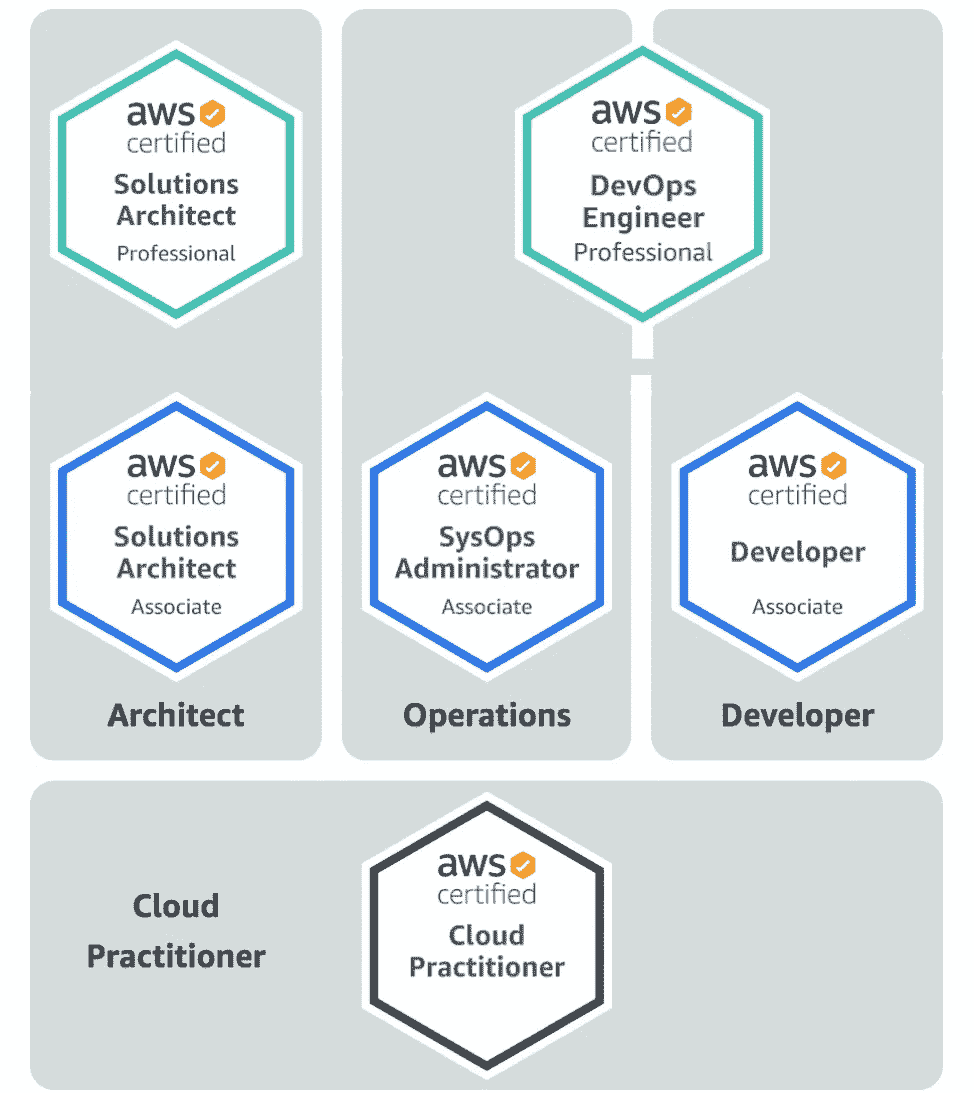 aws
certified
Solutions
Architect
Professional
aws
certified
DevOps
Engineer
Professional
aws
certified
Solutions
Architect
Associate
aws
certified
SysOps
Administrator
Associate
aws
certified
Developer
Associate
Architect
Operations
Developer
Cloud
Practitioner
aws
certified
Cloud
Practitioner